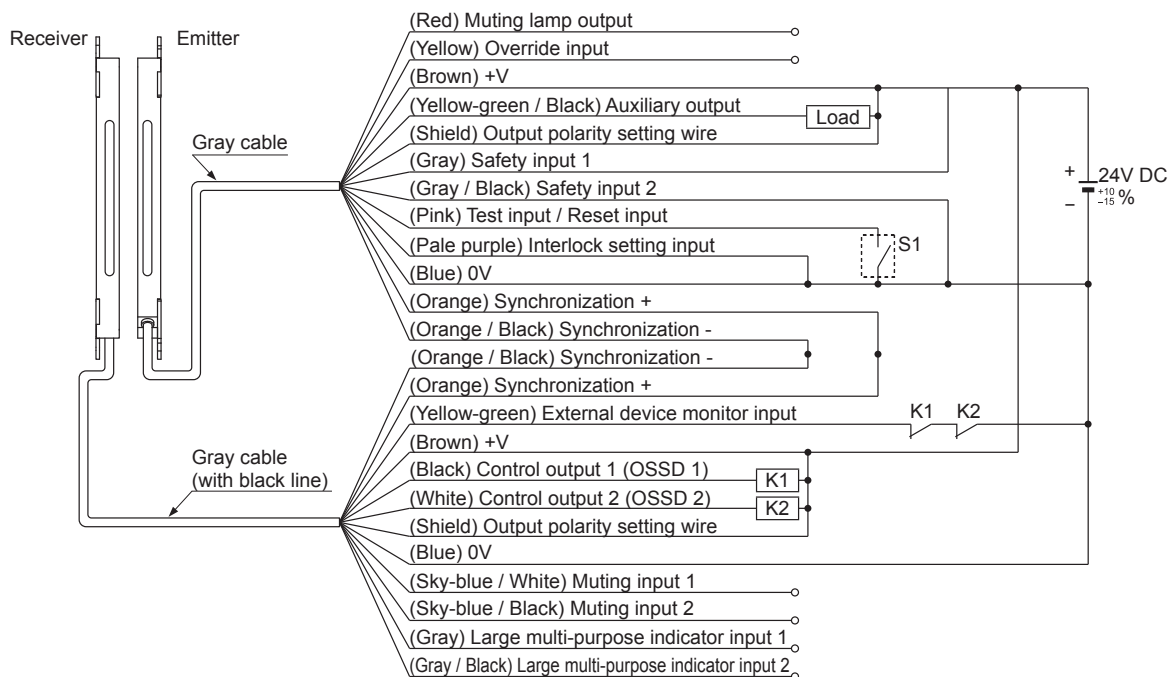 Receiver
Emitter
Gray cable
(Red) Muting lamp output
(Yellow) Override input
(Brown) +V
(Yellow-green / Black) Auxiliary output
Load
(Shield) Output polarity setting wire
(Gray) Safety input 1
(Gray / Black) Safety input 2
(Pink) Test input / Reset input
(Pale purple) Interlock setting input
S1
(Blue) 0V
(Orange) Synchronization +
(Orange / Black) Synchronization -
+
24V DC
+10
-15 %
−
(Orange / Black) Synchronization -
(Orange) Synchronization +
(Yellow-green) External device monitor input
K1
K2
(Brown) +V
Gray cable
(with black line)
(Black) Control output 1 (OSSD 1)
K1
(White) Control output 2 (OSSD 2)
K2
(Shield) Output polarity setting wire
(Blue) 0V
(Sky-blue / White) Muting input 1
(Sky-blue / Black) Muting input 2
(Gray) Large multi-purpose indicator input 1
(Gray / Black) Large multi-purpose indicator input 2